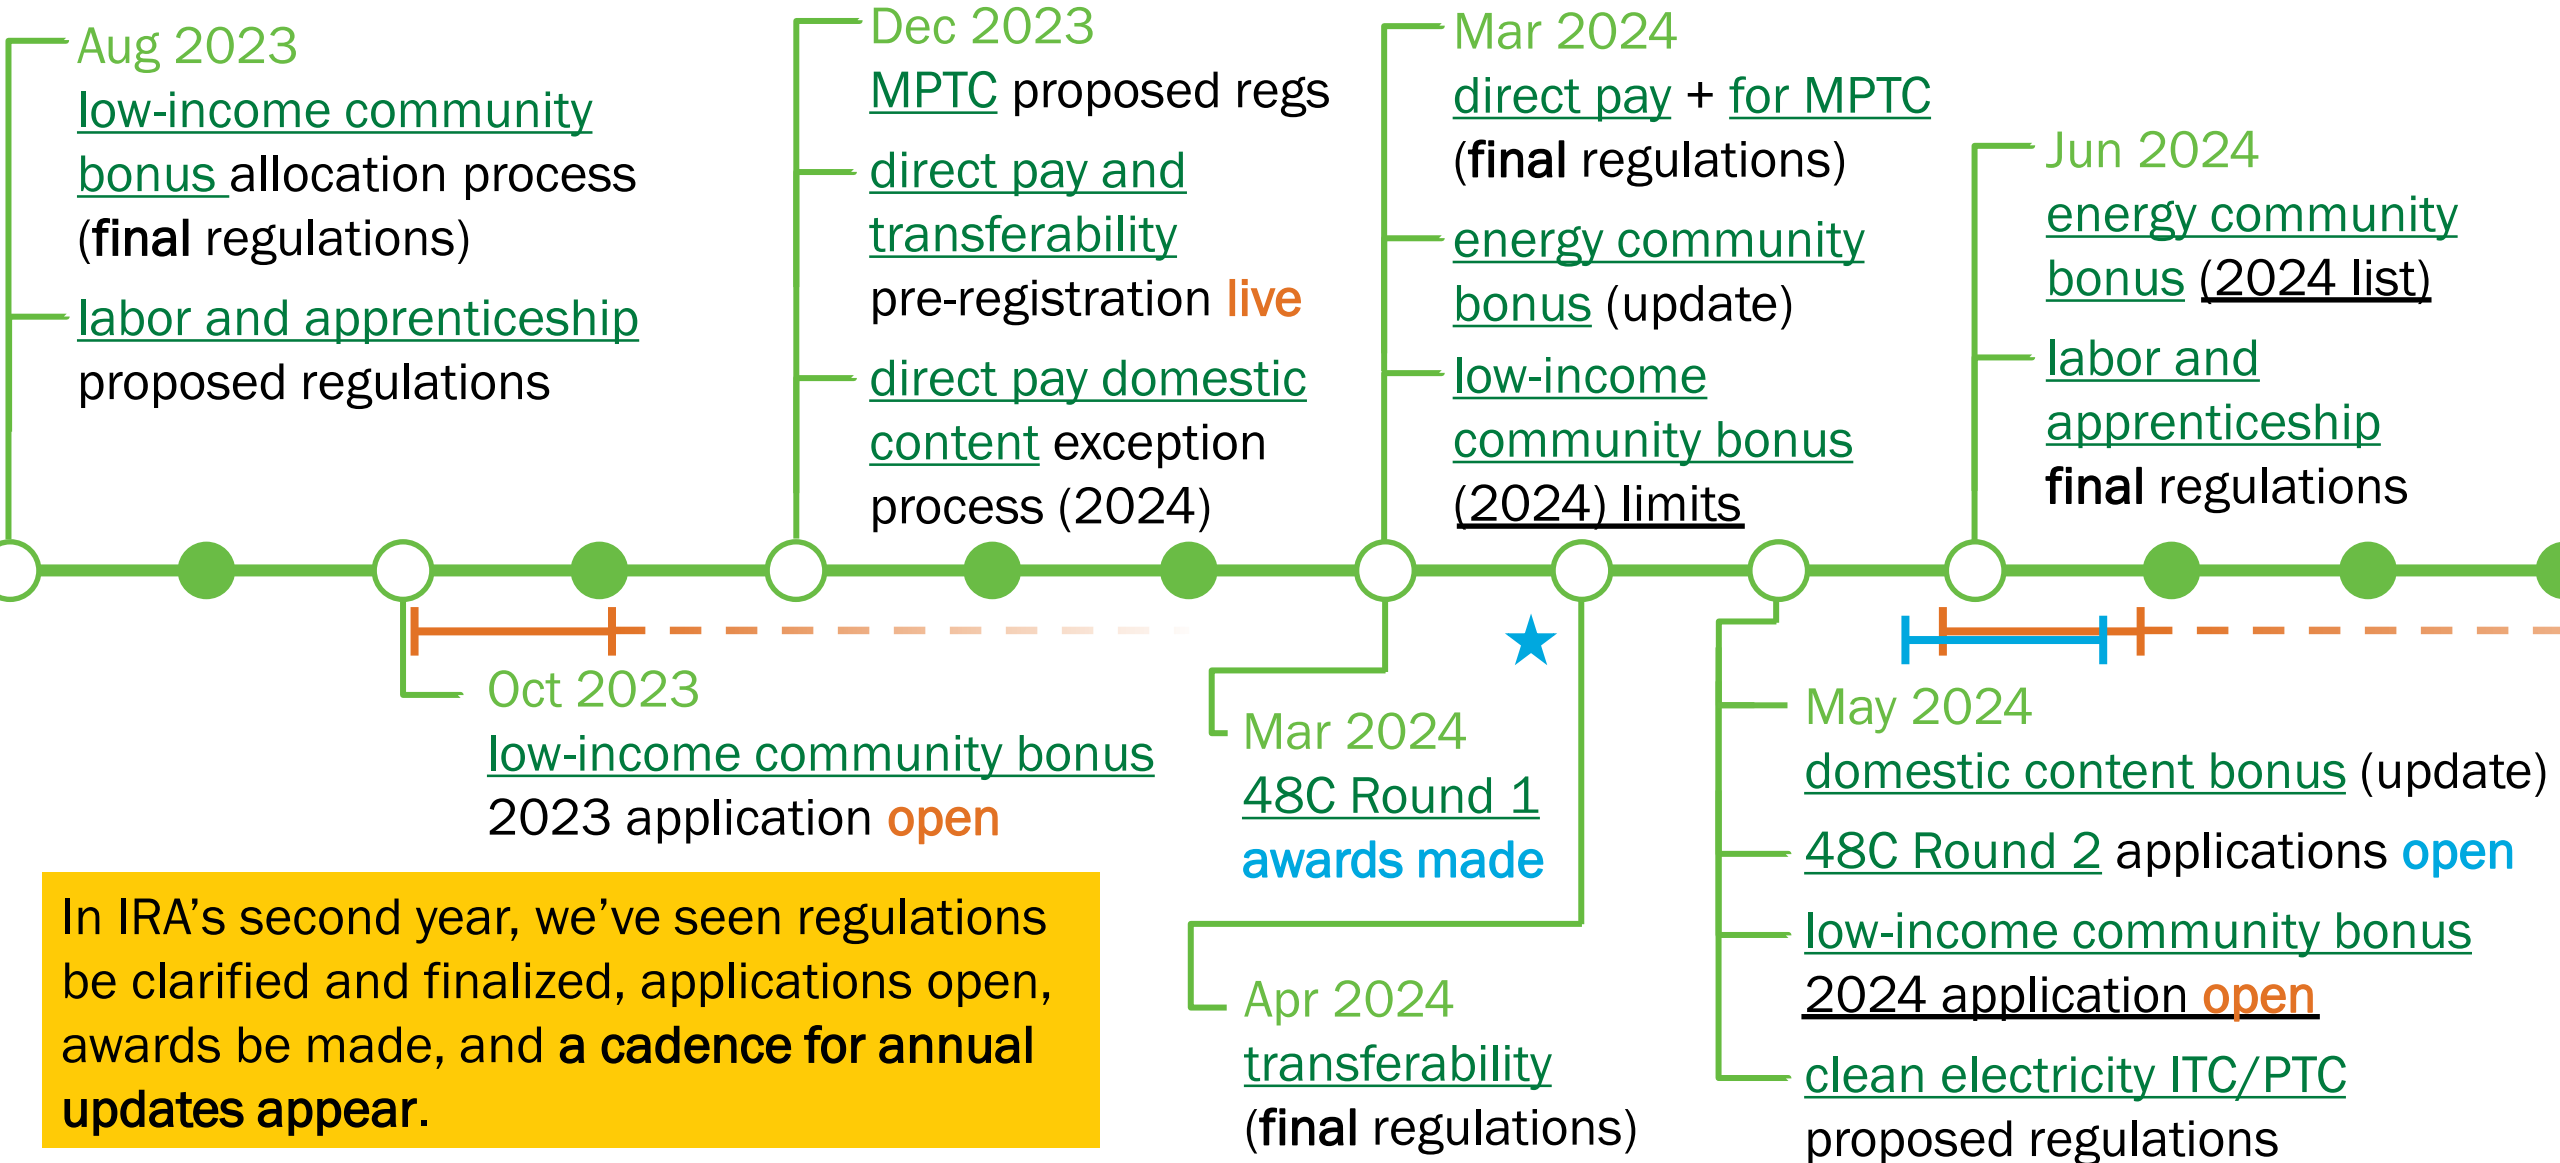 Aug 2023
low-income community
bonus allocation process
(final regulations)
labor and apprenticeship
proposed regulations
Dec 2023
MPTC proposed regs
direct pay and
transferability
pre-registration live
direct pay domestic
content exception
process (2024)
Mar 2024
direct pay + for MPTC
(final regulations)
energy community
bonus (update)
low-income
community bonus
(2024) limits
Jun 2024
energy community
bonus (2024 list)
labor and
apprenticeship
final regulations
Oct 2023
low-income community bonus
2023 application open
Mar 2024
48C Round 1
awards made
Apr 2024
transferability
(final regulations)
May 2024
domestic content bonus (update)
48C Round 2 applications open
low-income community bonus
2024 application open
clean electricity ITC/PTC
proposed regulations
In IRA’s second year, we’ve seen regulations
be clarified and finalized, applications open,
awards be made, and a cadence for annual
updates appear.